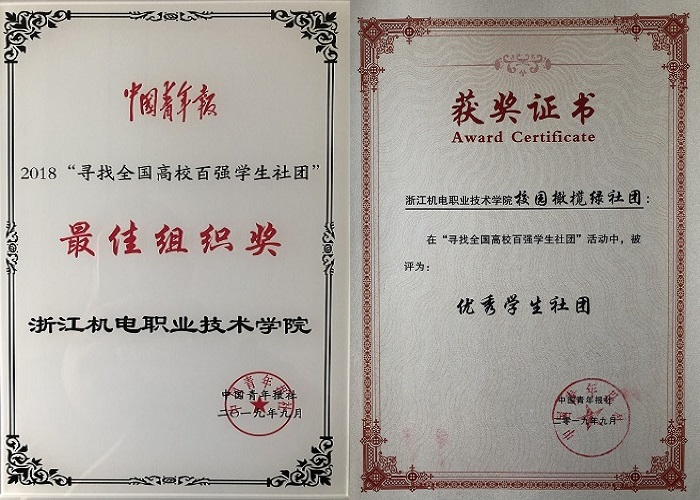 中国青年报
2018“寻找全国高校百强学生社团”
最佳组织奖
浙江机电职业技术学院
中国青年报社
二〇一九年九月
获奖证书
Award Certificate
浙江机电职业技术学院校园橄榄绿社团：
在“寻找全国高校百强学生社团”活动中，被
评为：
优秀学生社团
中国青年报社
二零一九年九月